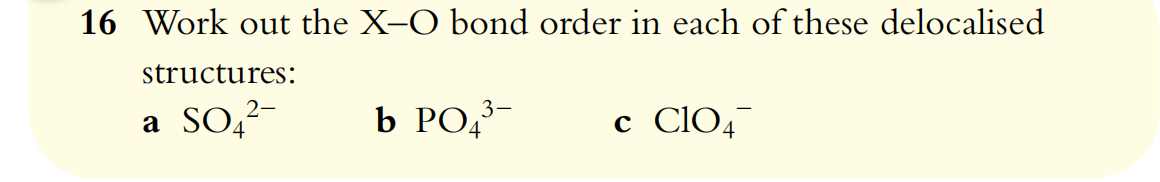 16 Work out the X–O bond order in each of these delocalised
structures:
a SO₄²⁻ b PO₄³⁻ c ClO₄⁻